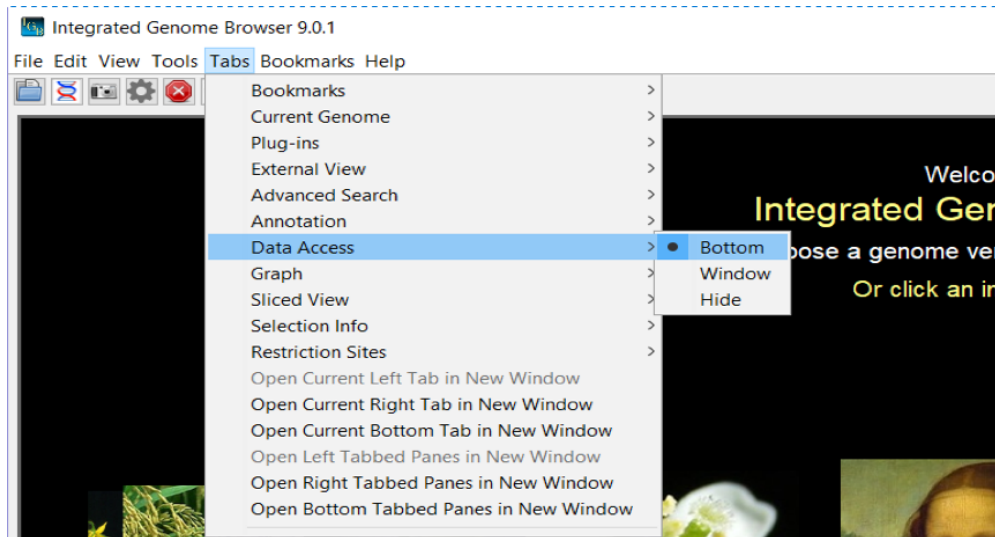 Integrated Genome Browser 9.0.1
File Edit View Tools Tabs Bookmarks Help
Bookmarks >
Current Genome >
Plug-ins >
External View >
Advanced Search >
Annotation >
Data Access >
Graph >
Sliced View >
Selection Info >
Restriction Sites >
Open Current Left Tab in New Window
Open Current Right Tab in New Window
Open Current Bottom Tab in New Window
Open Left Tabbed Panes in New Window
Open Right Tabbed Panes in New Window
Open Bottom Tabbed Panes in New Window
Bottom
Window
Hide
Welco
Integrated Ger
oose a genome ve
Or click an i